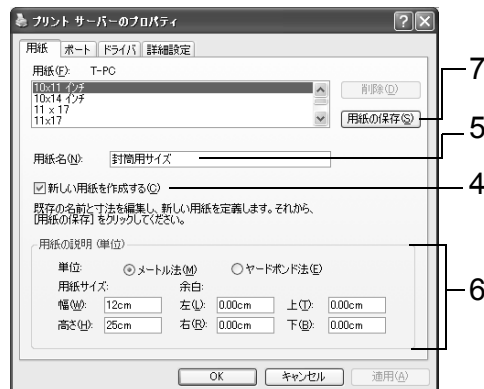 プリント サーバーのプロパティ
用紙 ポート ドライバ 詳細設定
用紙(F): T-PC
10x11 インチ
10x14 インチ
11 x 17
11x17
削除(D)
用紙の保存(S)
7
用紙名(N): 封筒用サイズ
5
新しい用紙を作成する(C)
4
既存の名前と寸法を編集し、新しい用紙を定義します。それから、
[用紙の保存] をクリックしてください。
用紙の説明 (単位)
単位: メートル法(M) ヤードポンド法(E)
用紙サイズ: 余白:
幅(W): 12cm 左(L): 0.00cm 上(T): 0.00cm
高さ(H): 25cm 右(R): 0.00cm 下(B): 0.00cm
6
OK キャンセル 適用(A)